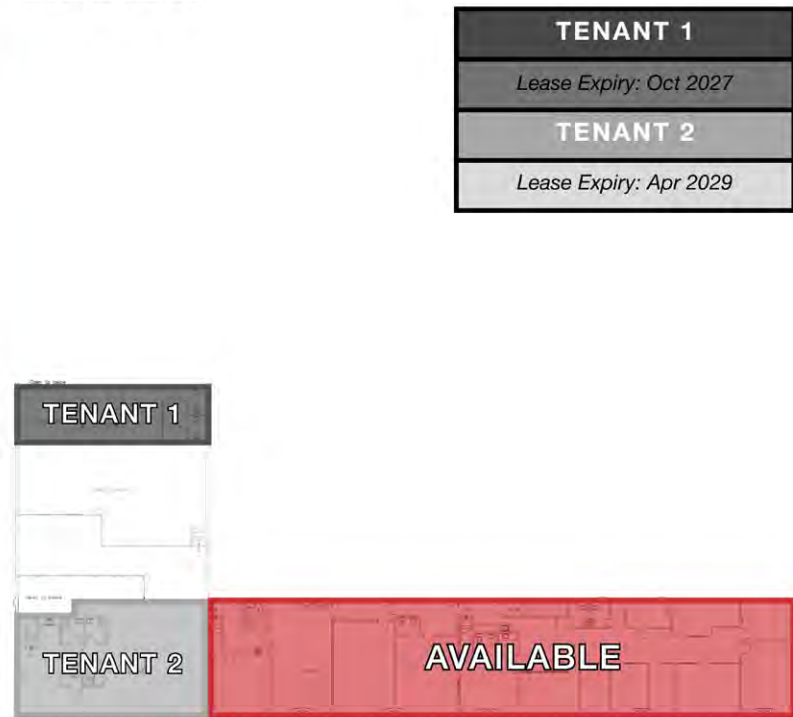 TENANT 1
Lease Expiry: Oct 2027
TENANT 2
Lease Expiry: Apr 2029
TENANT 1
TENANT 2
AVAILABLE